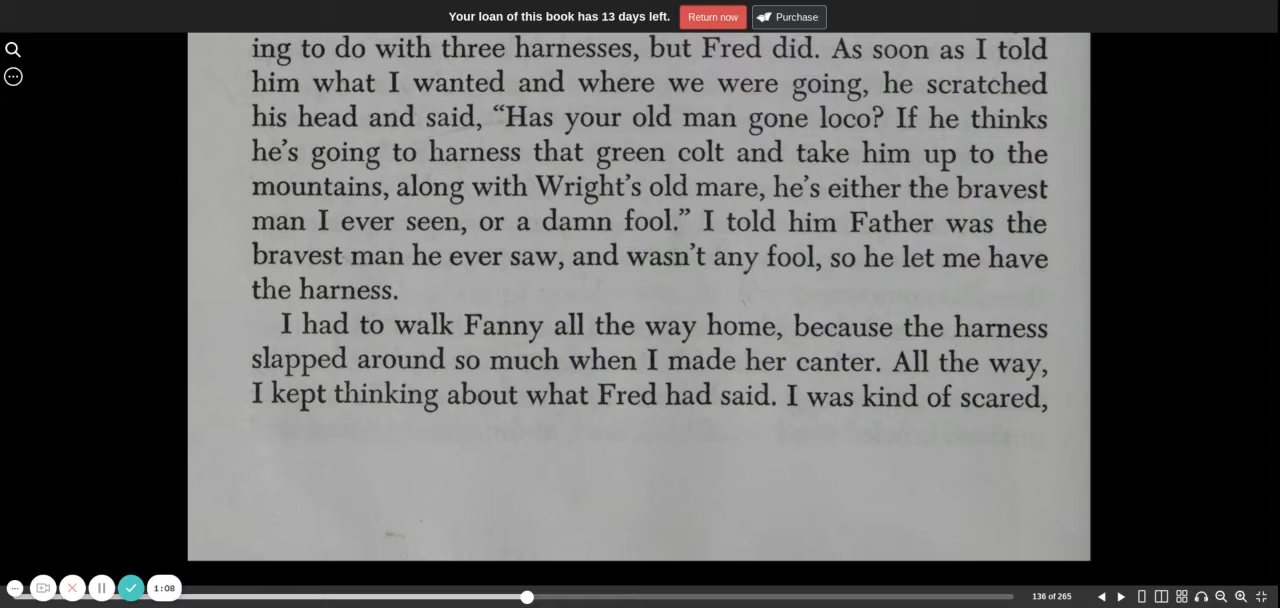 Your loan of this book has 13 days left. Return now Purchase
ing to do with three harnesses, but Fred did. As soon as I told
him what I wanted and where we were going, he scratched
his head and said, “Has your old man gone loco? If he thinks
he’s going to harness that green colt and take him up to the
mountains, along with Wright’s old mare, he’s either the bravest
man I ever seen, or a damn fool.” I told him Father was the
bravest man he ever saw, and wasn’t any fool, so he let me have
the harness.
I had to walk Fanny all the way home, because the harness
slapped around so much when I made her canter. All the way,
I kept thinking about what Fred had said. I was kind of scared,
1:08
136 of 265